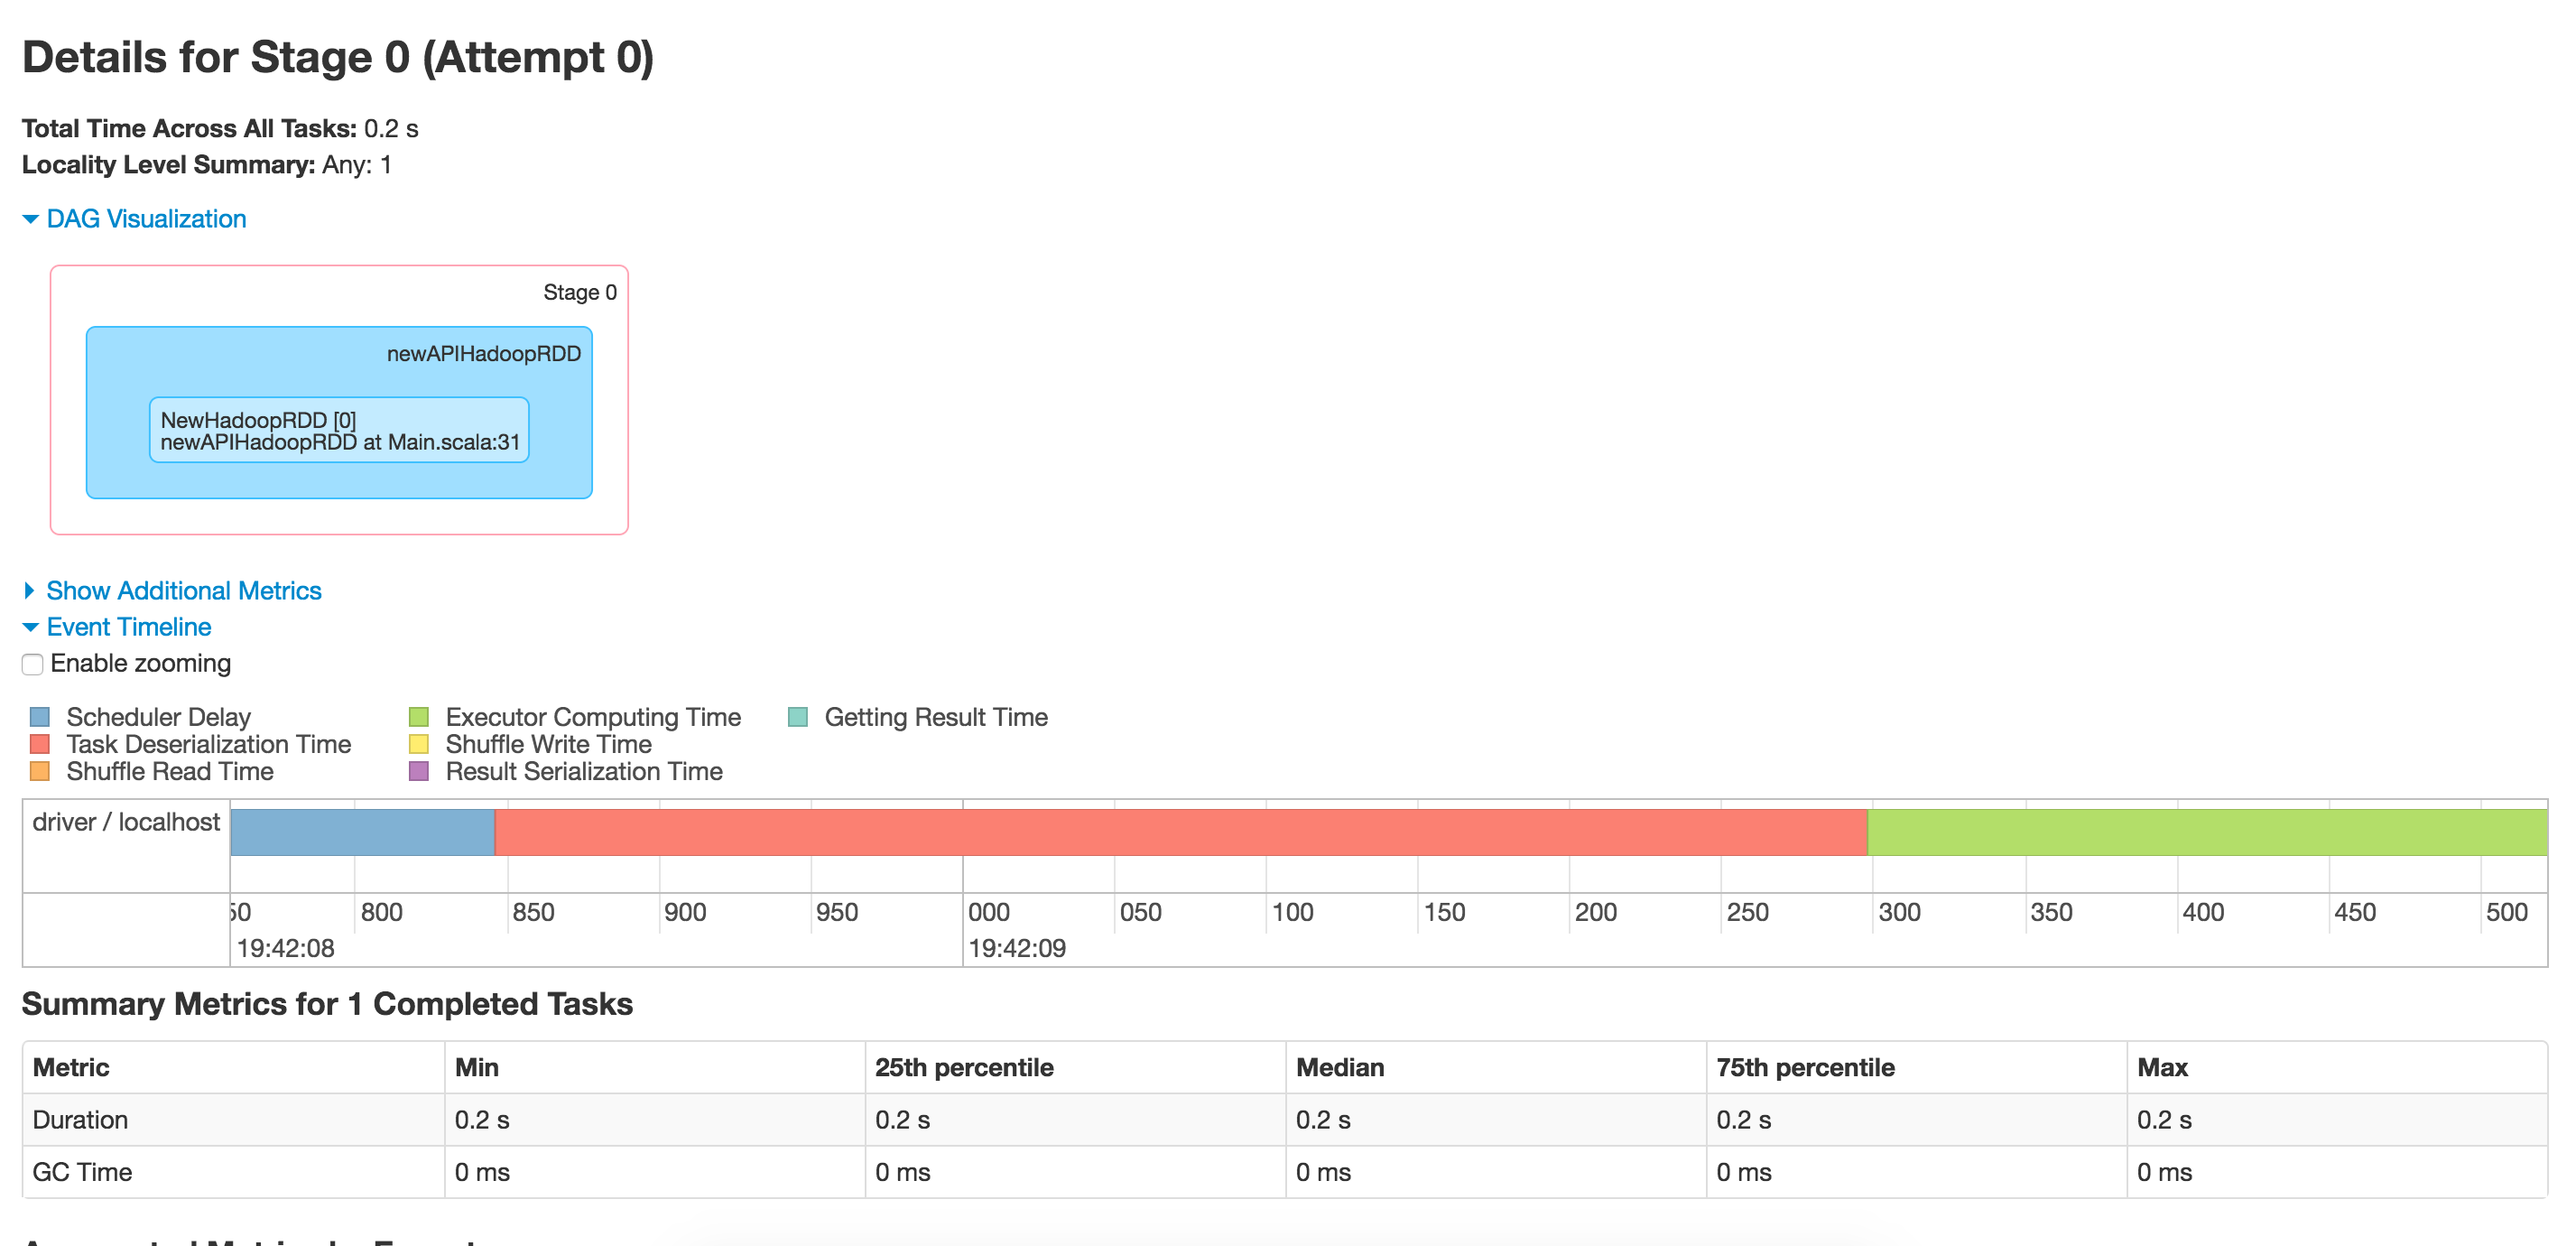 Details for Stage 0 (Attempt 0)
Total Time Across All Tasks: 0.2 s
Locality Level Summary: Any: 1
DAG Visualization
Stage 0
newAPIHadoopRDD
NewHadoopRDD [0]
newAPIHadoopRDD at Main.scala:31
Show Additional Metrics
Event Timeline
Enable zooming
Scheduler Delay Executor Computing Time Getting Result Time
Task Deserialization Time Shuffle Write Time
Shuffle Read Time Result Serialization Time
driver / localhost
50 800 850 900 950 000 050 100 150 200 250 300 350 400 450 500
19:42:08 19:42:09
Summary Metrics for 1 Completed Tasks
Metric Min 25th percentile Median 75th percentile Max
Duration 0.2 s 0.2 s 0.2 s 0.2 s 0.2 s
GC Time 0 ms 0 ms 0 ms 0 ms 0 ms